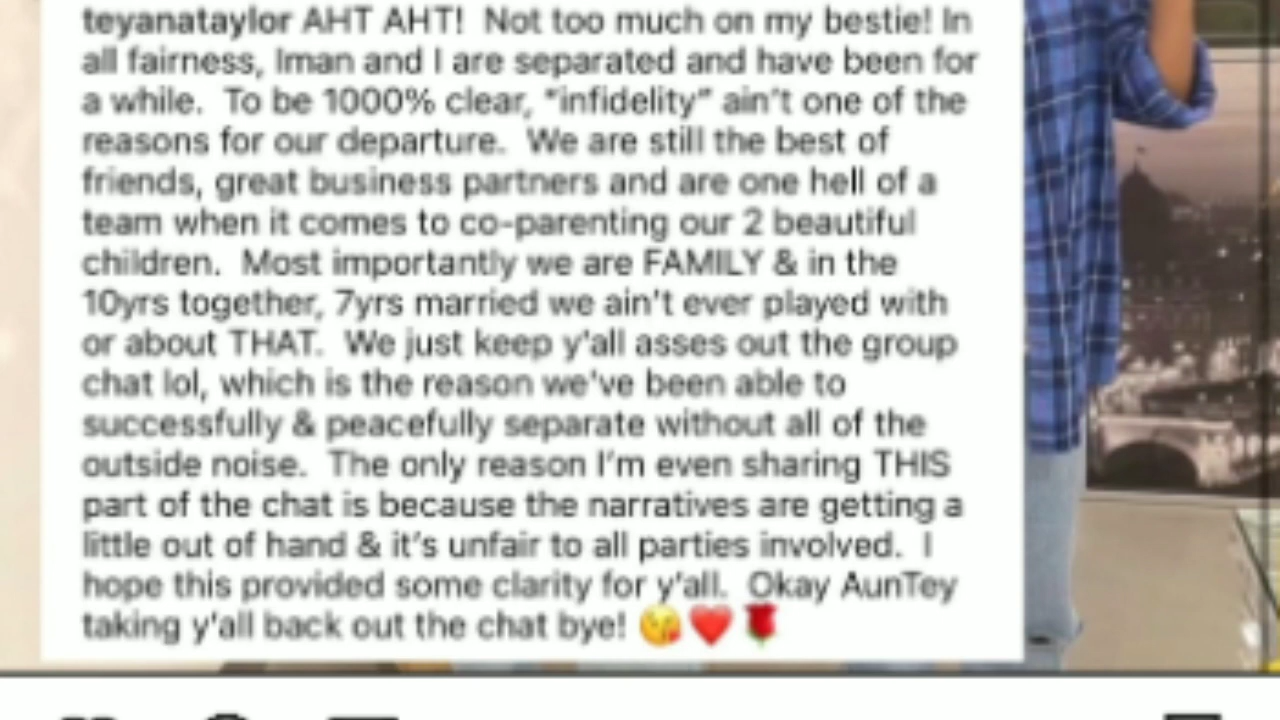 teyanataylor AHT AHT! Not too much on my bestie! In
all fairness, Iman and I are separated and have been for
a while. To be 1000% clear, "infidelity" ain't one of the
reasons for our departure. We are still the best of
friends, great business partners and are one hell of a
team when it comes to co-parenting our 2 beautiful
children. Most importantly we are FAMILY & in the
10yrs together, 7yrs married we ain't ever played with
or about THAT. We just keep y'all asses out the group
chat lol, which is the reason we've been able to
successfully & peacefully separate without all of the
outside noise. The only reason I'm even sharing THIS
part of the chat is because the narratives are getting a
little out of hand & it's unfair to all parties involved. I
hope this provided some clarity for y'all. Okay AunTey
taking y'all back out the chat bye! 😘❤️🌹